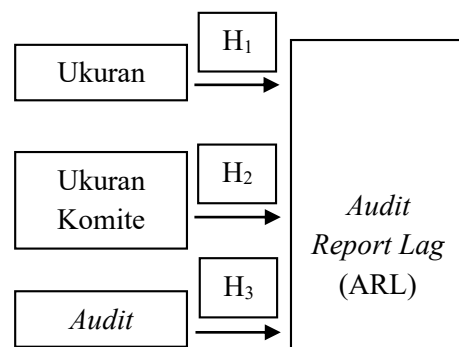 H₁
Ukuran
H₂
Ukuran
Komite
Audit
Report Lag
(ARL)
H₃
Audit